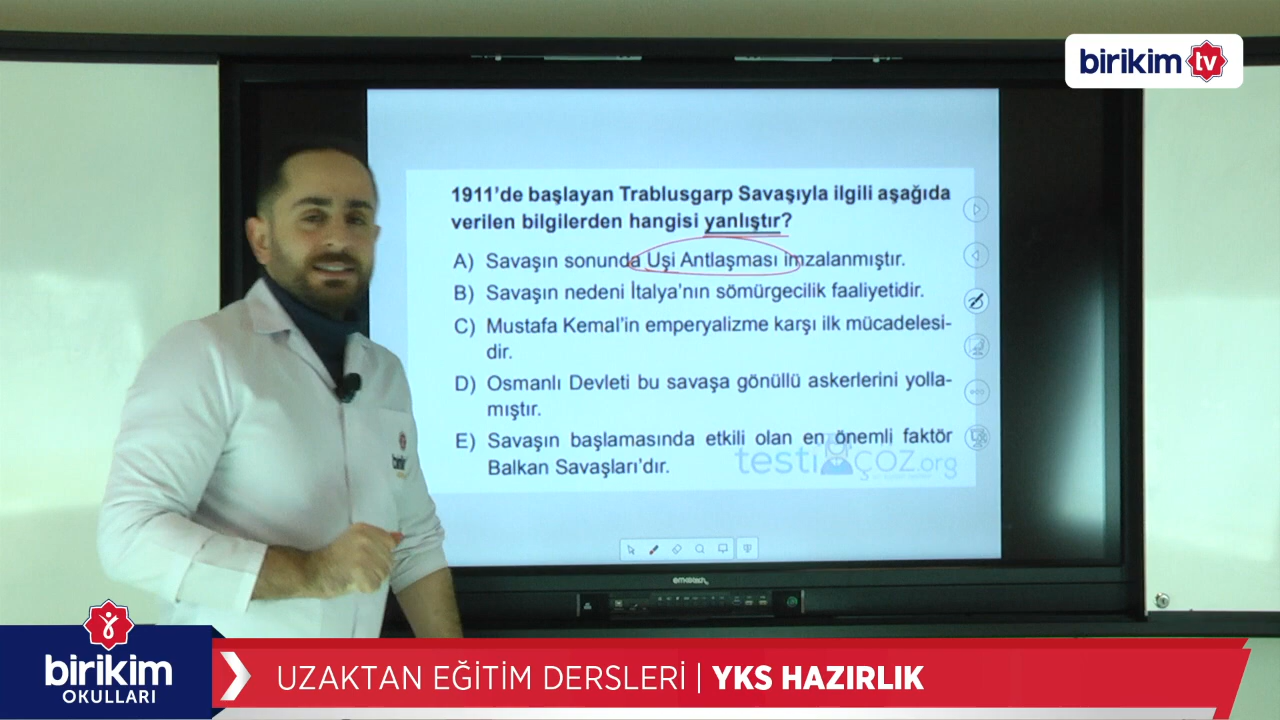 birikim tv
1911’de başlayan Trablusgarp Savaşıyla ilgili aşağıda
verilen bilgilerden hangisi yanlıştır?
A) Savaşın sonunda Uşi Antlaşması imzalanmıştır.
B) Savaşın nedeni İtalya’nın sömürgecilik faaliyetidir.
C) Mustafa Kemal’in emperyalizme karşı ilk mücadelesi-
dir.
D) Osmanlı Devleti bu savaşa gönüllü askerlerini yolla-
mıştır.
E) Savaşın başlamasında etkili olan en önemli faktör
Balkan Savaşları’dır.
testiÇOZ.org
birikim
OKULLARI
UZAKTAN EĞİTİM DERSLERİ | YKS HAZIRLIK